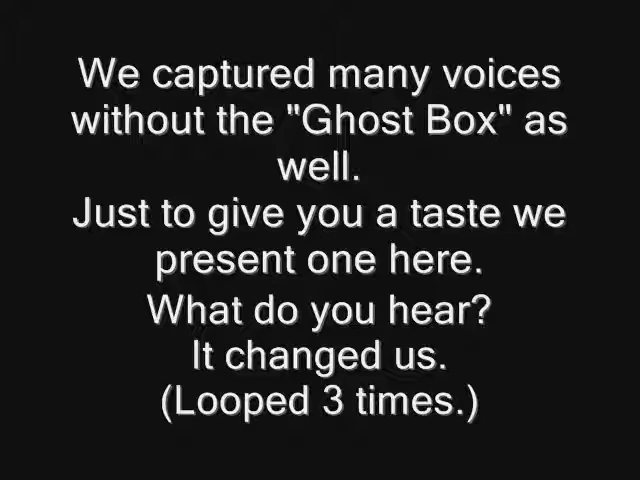 We captured many voices
without the "Ghost Box" as
well.
Just to give you a taste we
present one here.
What do you hear?
It changed us.
(Looped 3 times.)